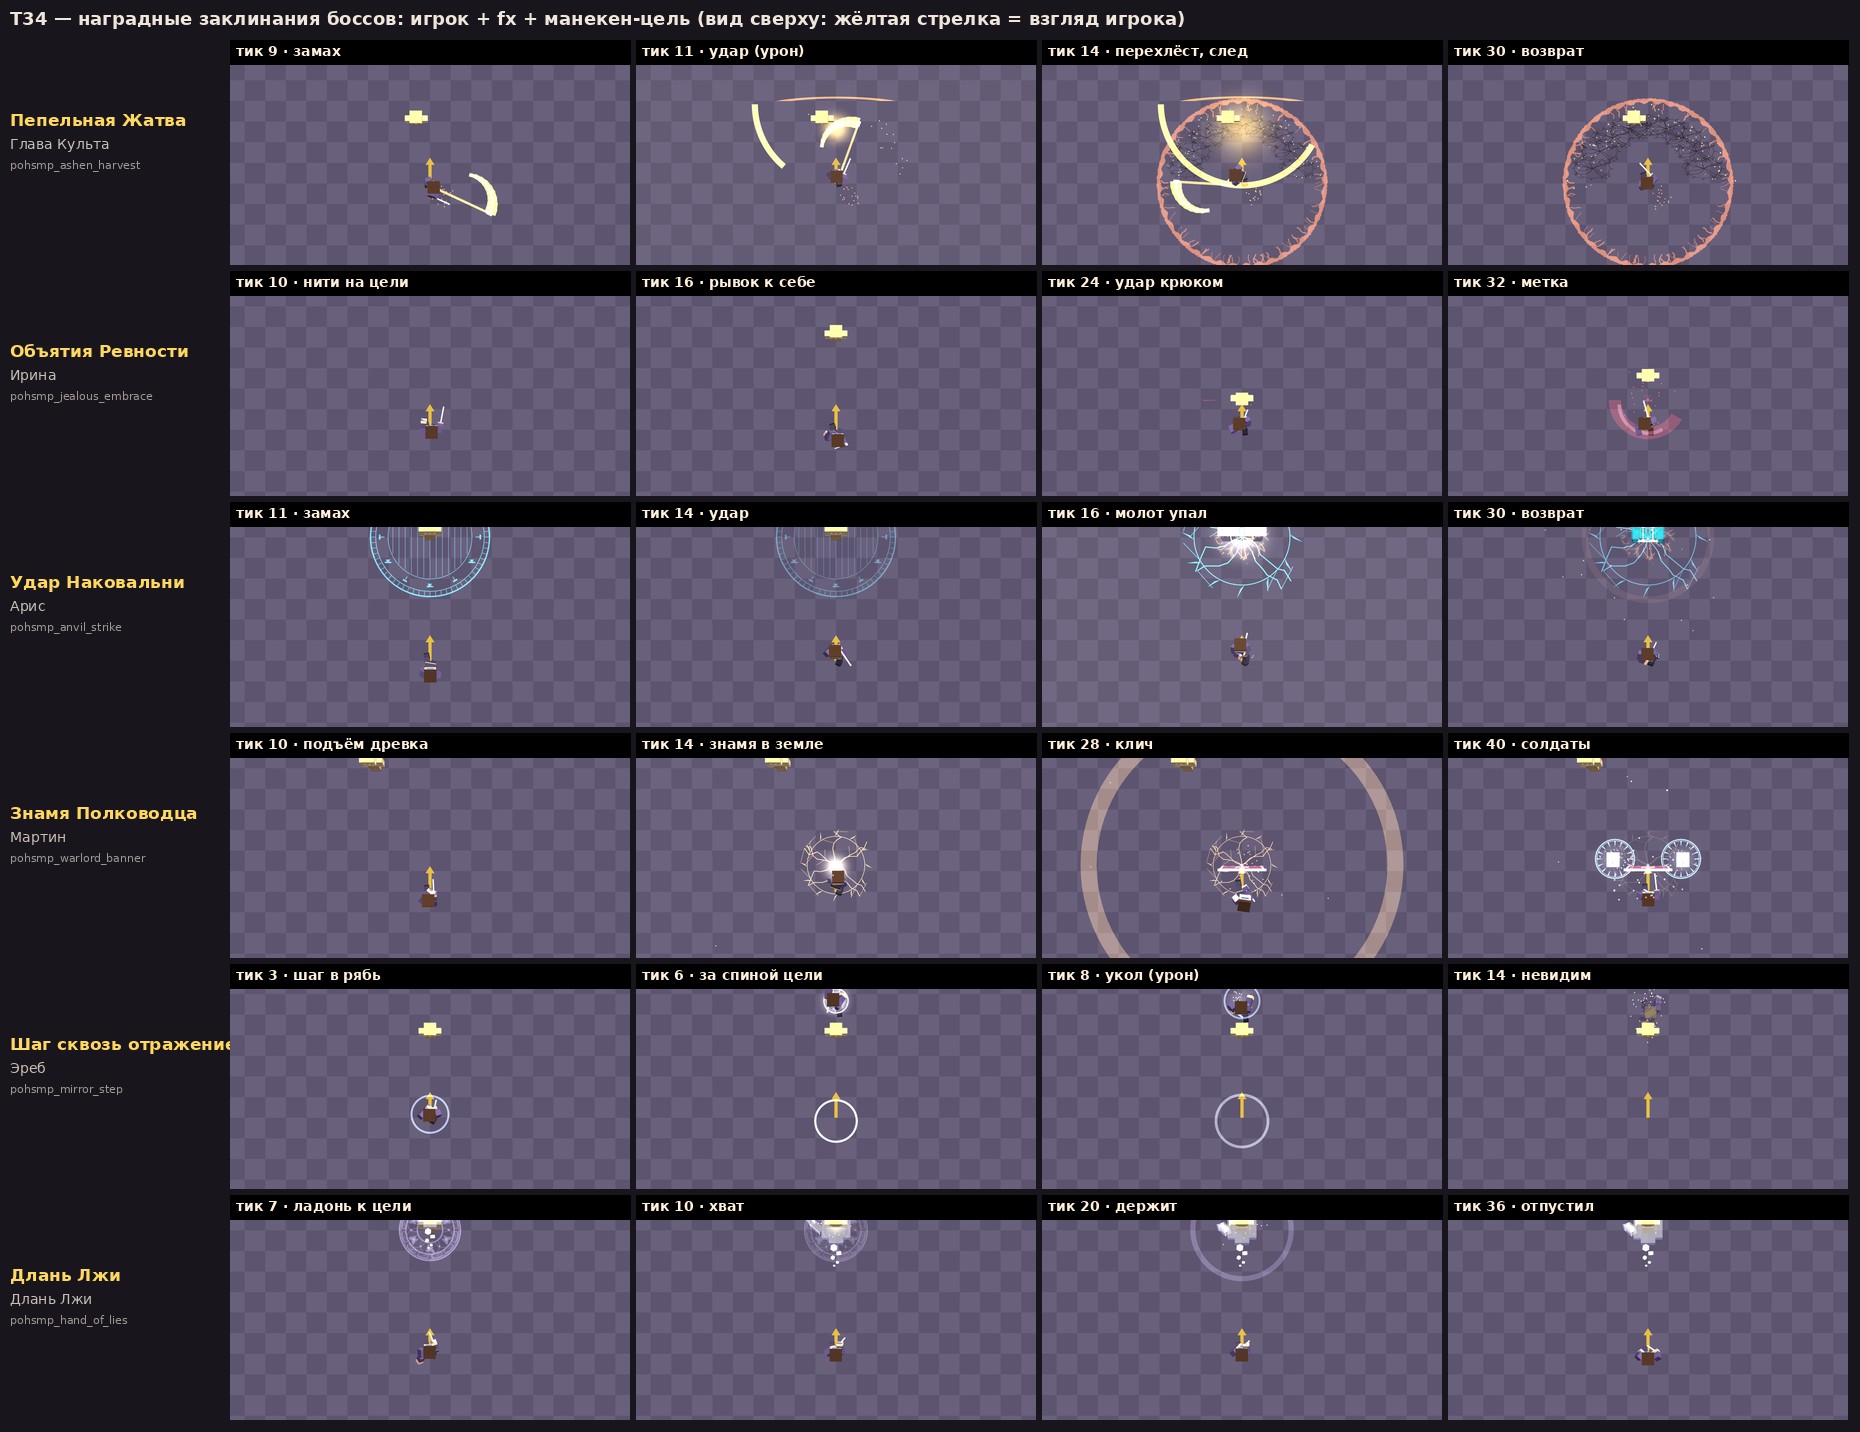 T34 — наградные заклинания боссов: игрок + fx + манекен-цель (вид сверху: жёлтая стрелка = взгляд игрока)
тик 9 · замах
тик 11 · удар (урон)
тик 14 · перехлёст, след
тик 30 · возврат
Пепельная Жатва
Глава Культа
pohsmp_ashen_harvest
тик 10 · нити на цели
тик 16 · рывок к себе
тик 24 · удар крюком
тик 32 · метка
Объятия Ревности
Ирина
pohsmp_jealous_embrace
тик 11 · замах
тик 14 · удар
тик 16 · молот упал
тик 30 · возврат
Удар Наковальни
Арис
pohsmp_anvil_strike
тик 10 · подъём древка
тик 14 · знамя в земле
тик 28 · клич
тик 40 · солдаты
Знамя Полководца
Мартин
pohsmp_warlord_banner
тик 3 · шаг в рябь
тик 6 · за спиной цели
тик 8 · укол (урон)
тик 14 · невидим
Шаг сквозь отражение
Эреб
pohsmp_mirror_step
тик 7 · ладонь к цели
тик 10 · хват
тик 20 · держит
тик 36 · отпустил
Длань Лжи
Длань Лжи
pohsmp_hand_of_lies